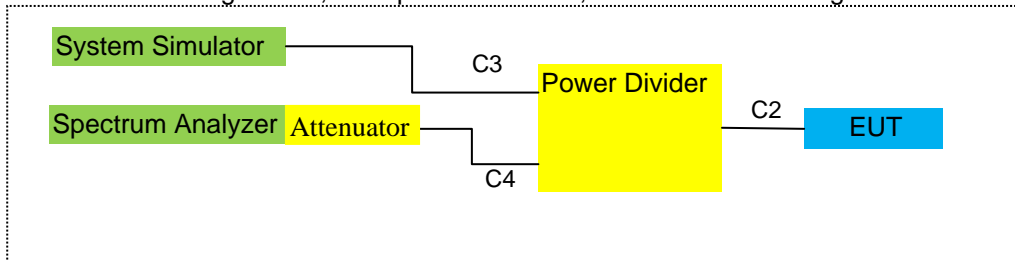 System Simulator
C3
Power Divider
Spectrum Analyzer
Attenuator
C2
EUT
C4